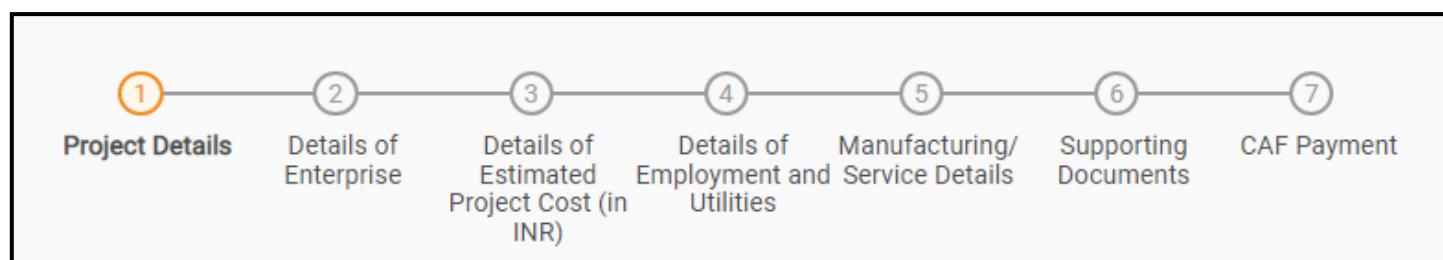 1 2 3 4 5 6 7
Project Details
Details of
Enterprise
Details of
Estimated
Project Cost (in
INR)
Details of
Employment and
Utilities
Manufacturing/
Service Details
Supporting
Documents
CAF Payment